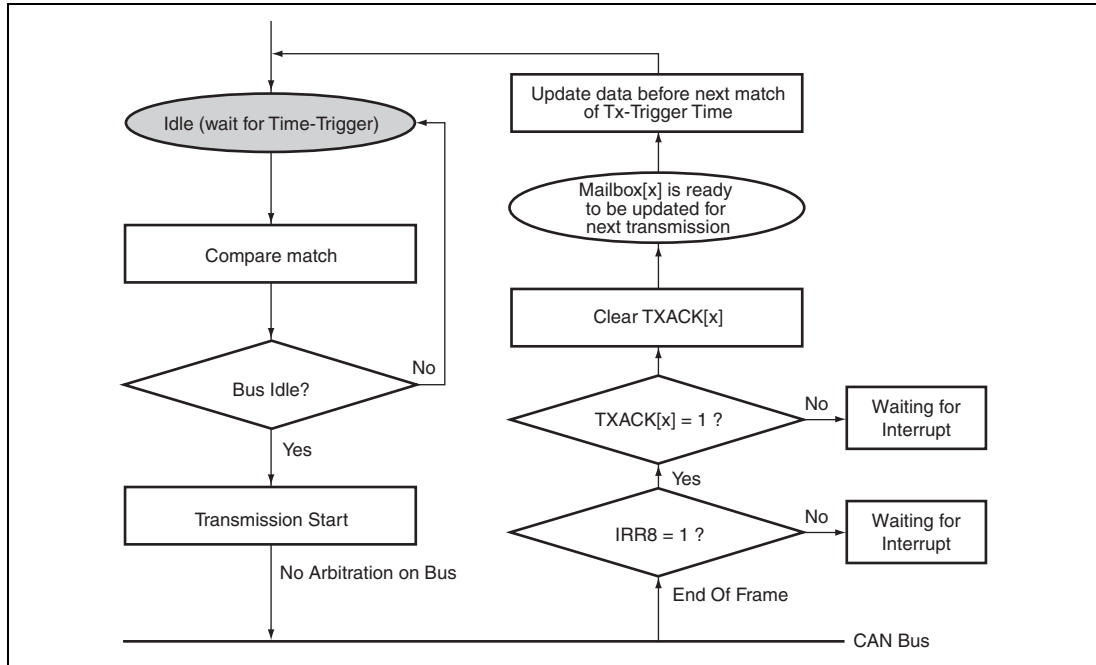 Idle (wait for Time-Trigger)
Compare match
Bus Idle?
No
Yes
Transmission Start
No Arbitration on Bus
Update data before next match
of Tx-Trigger Time
Mailbox[x] is ready
to be updated for
next transmission
Clear TXACK[x]
TXACK[x] = 1 ?
No
Waiting for
Interrupt
Yes
IRR8 = 1 ?
No
Waiting for
Interrupt
End Of Frame
CAN Bus